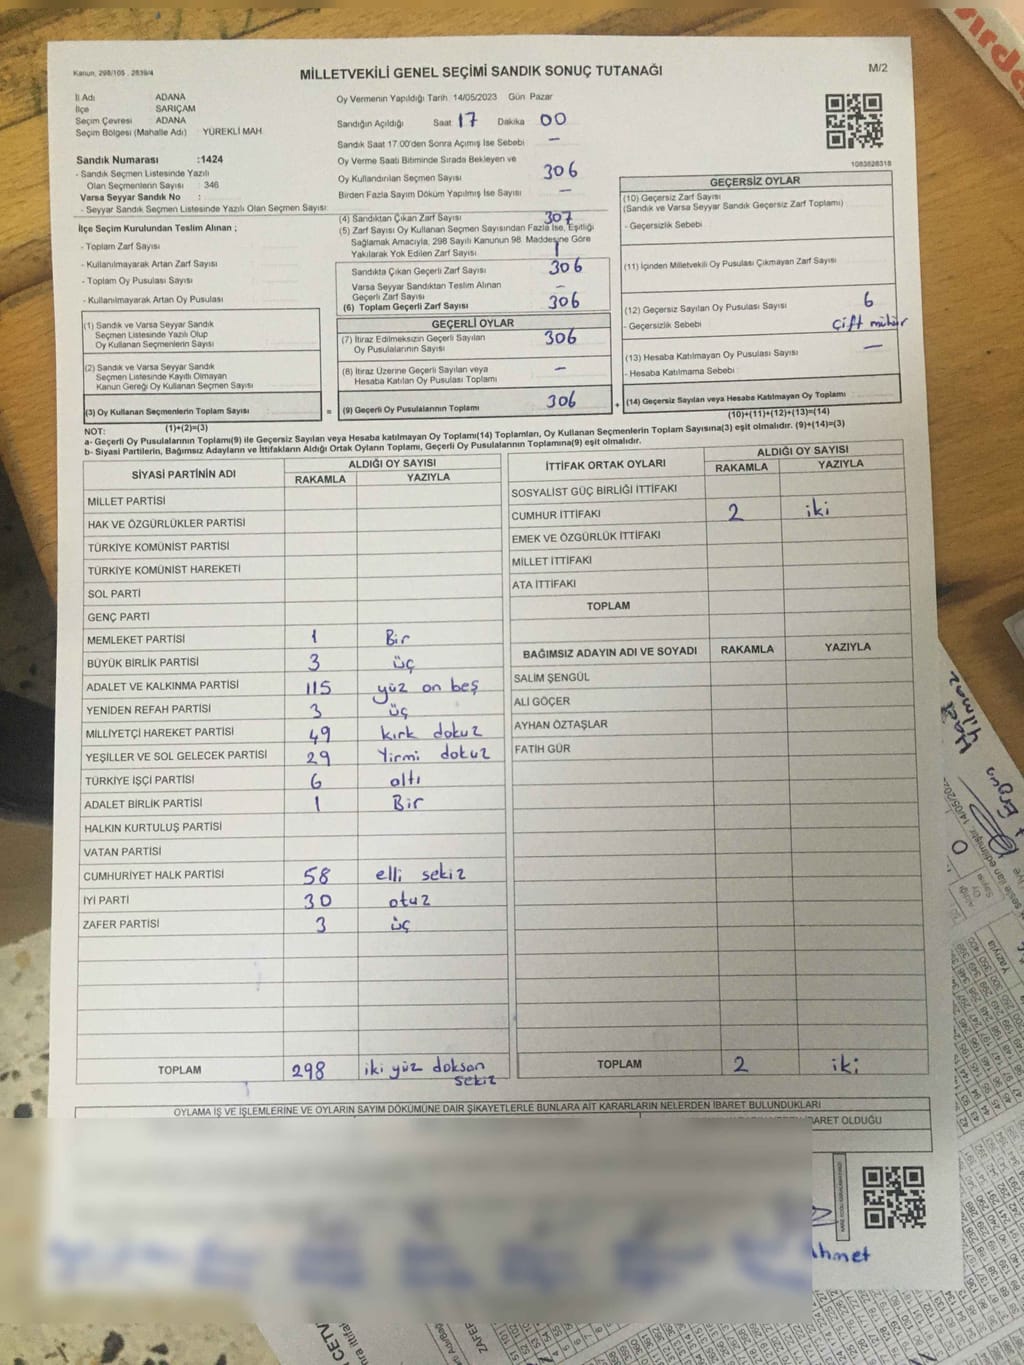 Kanun, 298/105 , 2839/4
MİLLETVEKİLİ GENEL SEÇİMİ SANDIK SONUÇ TUTANAĞI
M/2
İl Adı ADANA
İlçe SARIÇAM
Seçim Çevresi ADANA
Seçim Bölgesi (Mahalle Adı) YÜREKLİ MAH.
Sandık Numarası :1424
- Sandık Seçmen Listesinde Yazılı
Olan Seçmenlerin Sayısı : 346
Varsa Seyyar Sandık No :
- Seyyar Sandık Seçmen Listesinde Yazılı Olan Seçmen Sayısı:
Oy Vermenin Yapıldığı Tarih 14/05/2023 Gün Pazar
Sandığın Açıldığı Saat 17 Dakika 00
Sandık Saat 17.00'den Sonra Açımış İse Sebebi —
Oy Verme Saati Bitiminde Sırada Bekleyen ve
Oy Kullandırılan Seçmen Sayısı 306
Birden Fazla Sayım Döküm Yapılmış İse Sayısı —
1083828318
İlçe Seçim Kurulundan Teslim Alınan ;
- Toplam Zarf Sayısı
- Kullanılmayarak Artan Zarf Sayısı
- Toplam Oy Pusulası Sayısı
- Kullanılmayarak Artan Oy Pusulası
(1) Sandık ve Varsa Seyyar Sandık
Seçmen Listesinde Yazılı Olup
Oy Kullanan Seçmenlerin Sayısı
(2) Sandık ve Varsa Seyyar Sandık
Seçmen Listesinde Kayıtlı Olmayan
Kanun Gereği Oy Kullanan Seçmen Sayısı
(3) Oy Kullanan Seçmenlerin Toplam Sayısı
(1)+(2)=(3)
(4) Sandıktan Çıkan Zarf Sayısı 307
(5) Zarf Sayısı Oy Kullanan Seçmen Sayısından Fazla İse, Eşitliği
Sağlamak Amacıyla, 298 Sayılı Kanunun 98. Maddesine Göre
Yakılarak Yok Edilen Zarf Sayısı 1
Sandıkta Çıkan Geçerli Zarf Sayısı 306
Varsa Seyyar Sandıktan Teslim Alınan
Geçerli Zarf Sayısı —
(6) Toplam Geçerli Zarf Sayısı 306
GEÇERLİ OYLAR
(7) İtiraz Edilmeksizin Geçerli Sayılan
Oy Pusulalarının Sayısı 306
(8) İtiraz Üzerine Geçerli Sayılan veya
Hesaba Katılan Oy Pusulası Toplamı —
= (9) Geçerli Oy Pusulalarının Toplamı 306
GEÇERSİZ OYLAR
(10) Geçersiz Zarf Sayısı
(Sandık ve Varsa Seyyar Sandık Geçersiz Zarf Toplamı)
- Geçersizlik Sebebi
(11) İçinden Milletvekili Oy Pusulası Çıkmayan Zarf Sayısı
(12) Geçersiz Sayılan Oy Pusulası Sayısı 6
- Geçersizlik Sebebi çift mühür
(13) Hesaba Katılmayan Oy Pusulası Sayısı —
- Hesaba Katılmama Sebebi
+ (14) Geçersiz Sayılan veya Hesaba Katılmayan Oy Toplamı
(10)+(11)+(12)+(13)=(14)
NOT:
a- Geçerli Oy Pusulalarının Toplamı(9) ile Geçersiz Sayılan veya Hesaba katılmayan Oy Toplamı(14) Toplamları, Oy Kullanan Seçmenlerin Toplam Sayısına(3) eşit olmalıdır. (9)+(14)=(3)
b- Siyasi Partilerin, Bağımsız Adayların ve İttifakların Aldığı Ortak Oyların Toplamı, Geçerli Oy Pusulalarının Toplamına(9) eşit olmalıdır.
SİYASİ PARTİNİN ADI
ALDIĞI OY SAYISI
RAKAMLA YAZIYLA
MİLLET PARTİSİ
HAK VE ÖZGÜRLÜKLER PARTİSİ
TÜRKİYE KOMÜNİST PARTİSİ
TÜRKİYE KOMÜNİST HAREKETİ
SOL PARTİ
GENÇ PARTİ
MEMLEKET PARTİSİ 1 Bir
BÜYÜK BİRLİK PARTİSİ 3 üç
ADALET VE KALKINMA PARTİSİ 115 yüz on beş
YENİDEN REFAH PARTİSİ 3 üç
MİLLİYETÇİ HAREKET PARTİSİ 49 kırk dokuz
YEŞİLLER VE SOL GELECEK PARTİSİ 29 Yirmi dokuz
TÜRKİYE İŞÇİ PARTİSİ 6 altı
ADALET BİRLİK PARTİSİ 1 Bir
HALKIN KURTULUŞ PARTİSİ
VATAN PARTİSİ
CUMHURİYET HALK PARTİSİ 58 elli sekiz
İYİ PARTİ 30 otuz
ZAFER PARTİSİ 3 üç
TOPLAM 298 iki yüz doksan
sekiz
İTTİFAK ORTAK OYLARI
ALDIĞI OY SAYISI
RAKAMLA YAZIYLA
SOSYALİST GÜÇ BİRLİĞİ İTTİFAKI
CUMHUR İTTİFAKI 2 iki
EMEK VE ÖZGÜRLÜK İTTİFAKI
MİLLET İTTİFAKI
ATA İTTİFAKI
TOPLAM
BAĞIMSIZ ADAYIN ADI VE SOYADI RAKAMLA YAZIYLA
SALİM ŞENGÜL
ALİ GÖÇER
AYHAN ÖZTAŞLAR
FATİH GÜR
TOPLAM 2 iki
OYLAMA İŞ VE İŞLEMLERİNE VE OYLARIN SAYIM DÖKÜMÜNE DAİR ŞİKAYETLERLE BUNLARA AİT KARARLARIN NELERDEN İBARET BULUNDUKLARI
BARET OLDUĞU
hmet
Yılmaz
Ergün